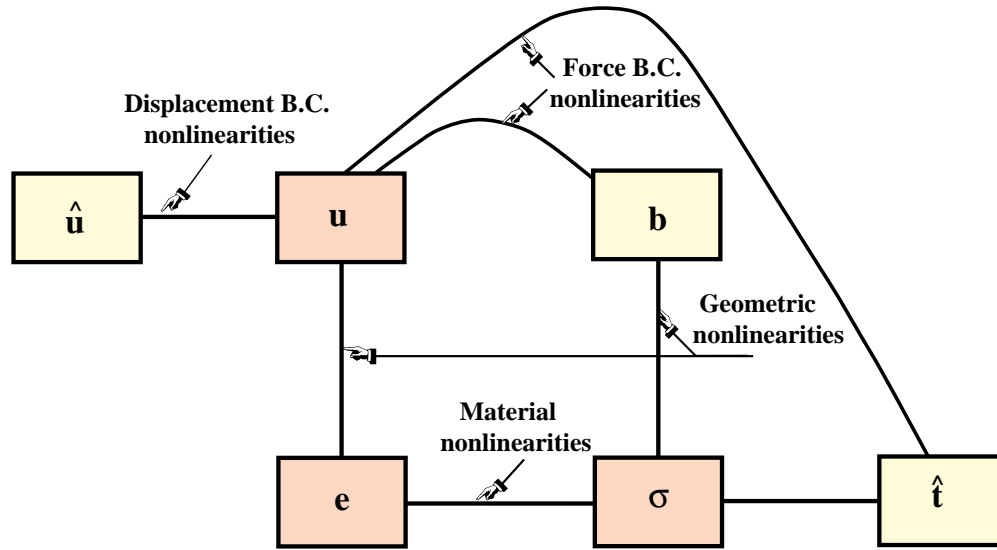 Force B.C.
nonlinearities
Displacement B.C.
nonlinearities
û
u
b
Geometric
nonlinearities
Material
nonlinearities
e
σ
t̂